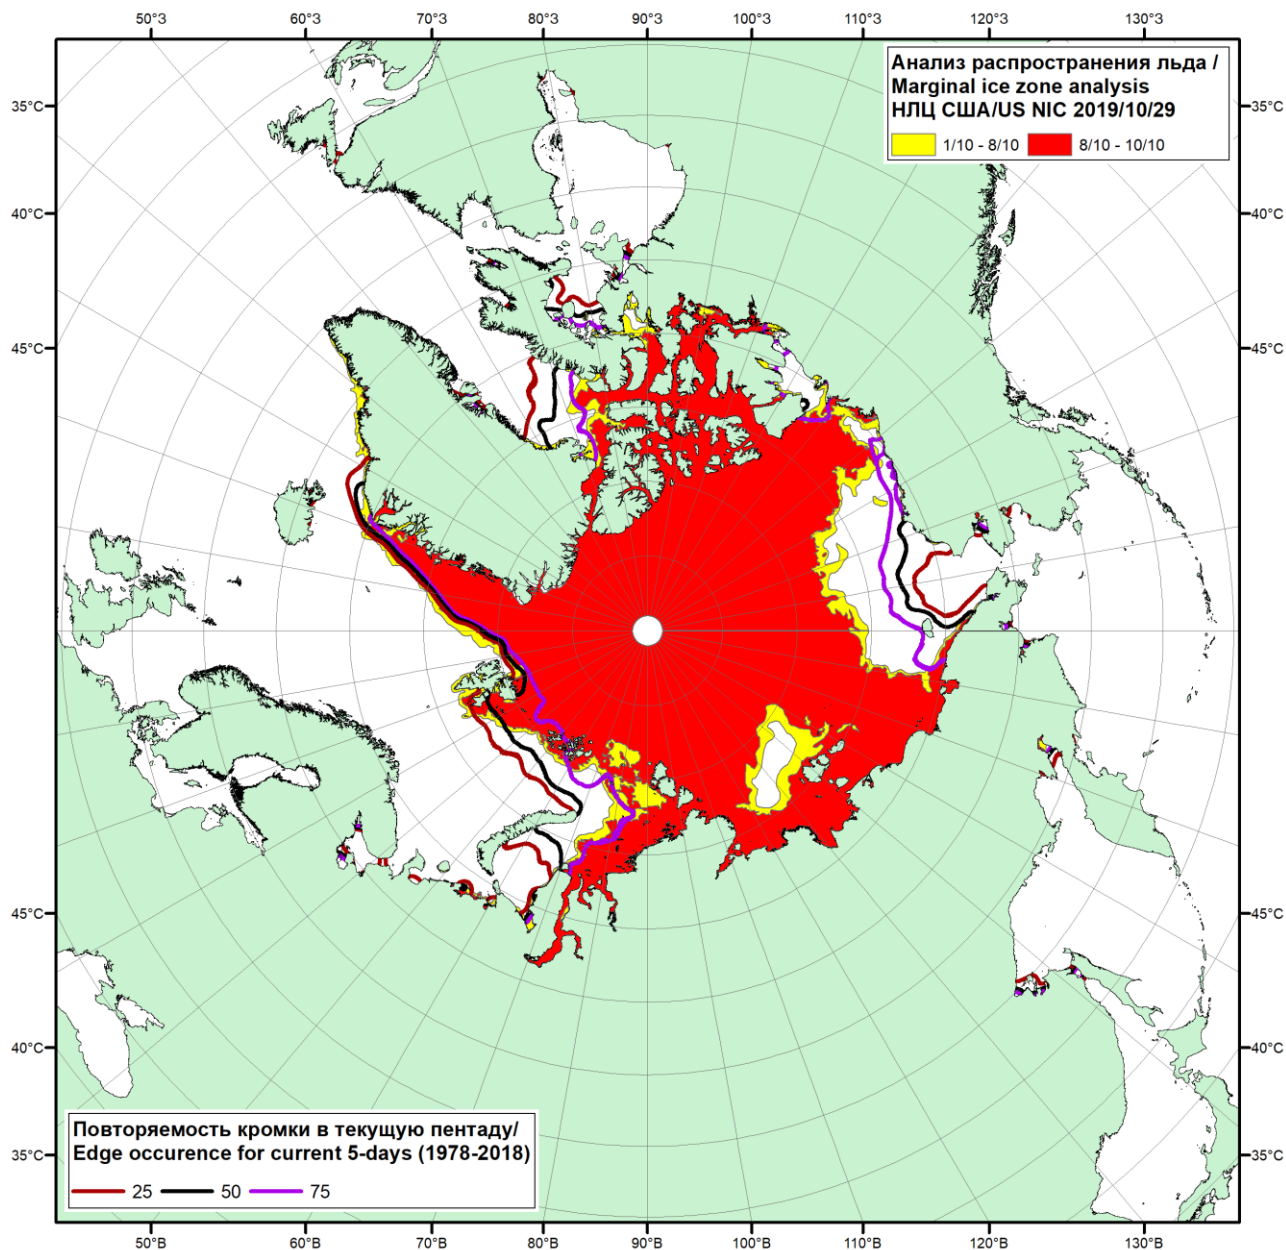 50°З 60°З 70°З 80°З 90°З 100°З 110°З 120°З 130°З
Анализ распространения льда /
Marginal ice zone analysis
НЛЦ США/US NIC 2019/10/29
1/10 - 8/10 8/10 - 10/10
35°С 35°С
40°С 40°С
45°С 45°С
45°С 45°С
40°С 40°С
35°С 35°С
Повторяемость кромки в текущую пентаду/
Edge occurence for current 5-days (1978-2018)
25 50 75
50°В 60°В 70°В 80°В 90°В 100°В 110°В 120°В 130°В